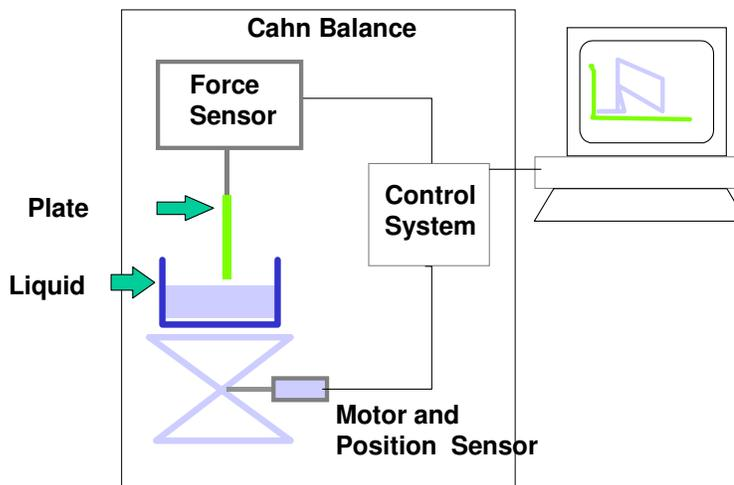 Cahn Balance
Force
Sensor
Plate
Control
System
Liquid
Motor and
Position Sensor